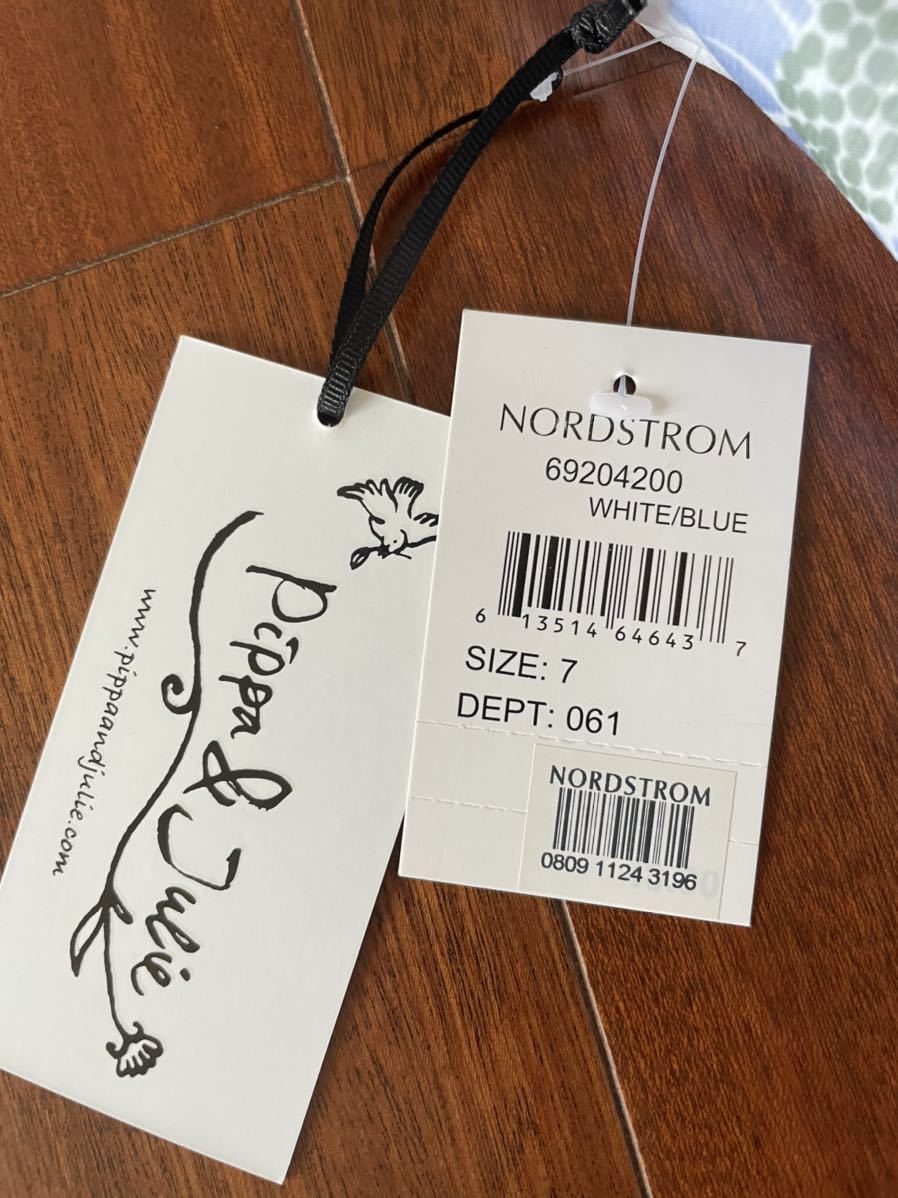 Pippa & Julie
www.pippaandjulie.com
NORDSTROM
69204200
WHITE/BLUE
6 13514 64643 7
SIZE: 7
DEPT: 061
NORDSTROM
0809 1124 3196